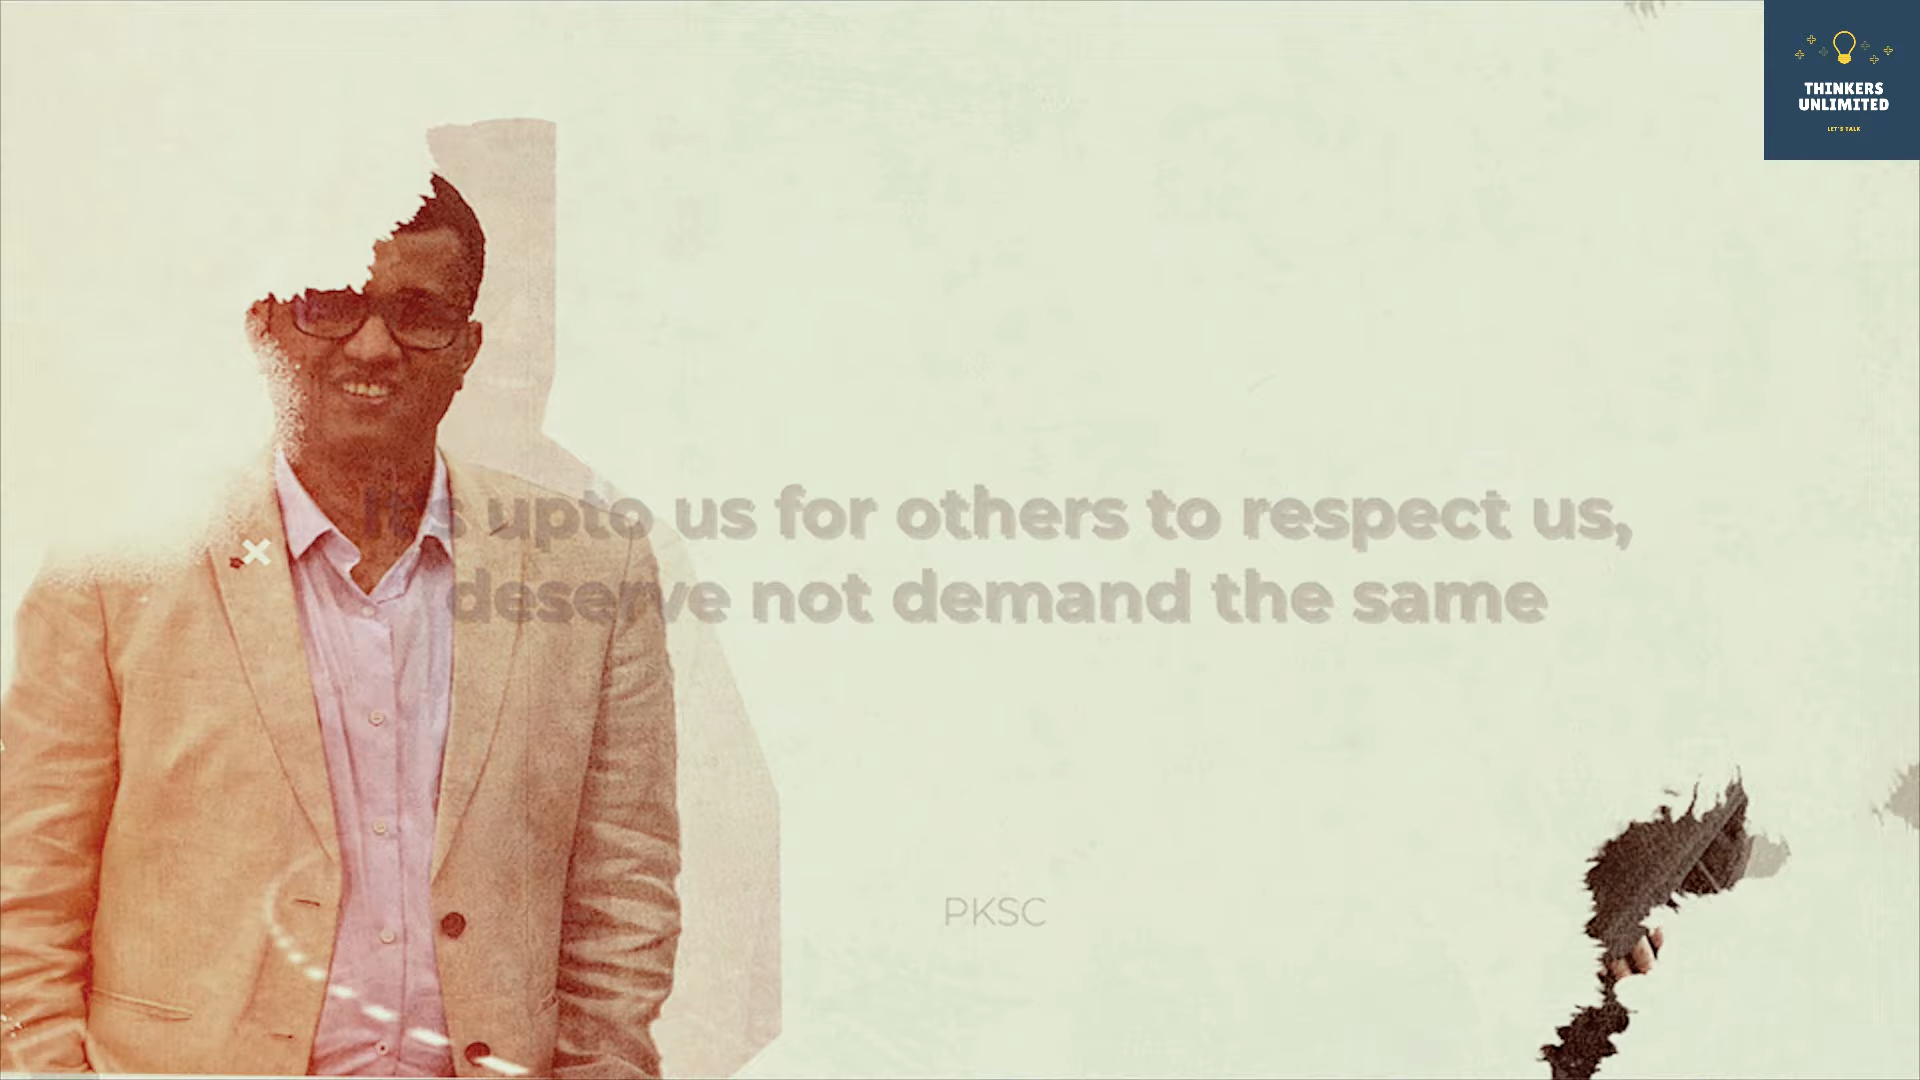 THINKERS
UNLIMITED
LET'S TALK
It's upto us for others to respect us,
deserve not demand the same
PKSC